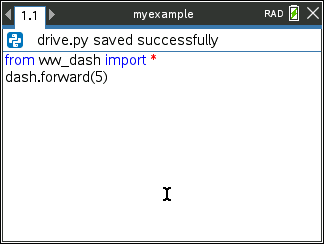 1.1 myexample RAD
drive.py saved successfully
from ww_dash import *
dash.forward(5)